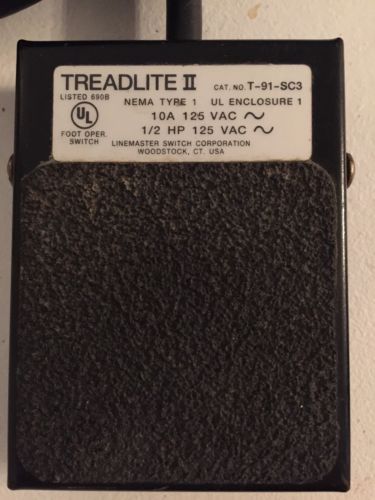 TREADLITE II CAT. NO. T-91-SC3
LISTED 690B NEMA TYPE 1 UL ENCLOSURE 1
UL 10A 125 VAC ~
FOOT OPER. 1/2 HP 125 VAC ~
SWITCH LINEMASTER SWITCH CORPORATION
WOODSTOCK, CT. USA